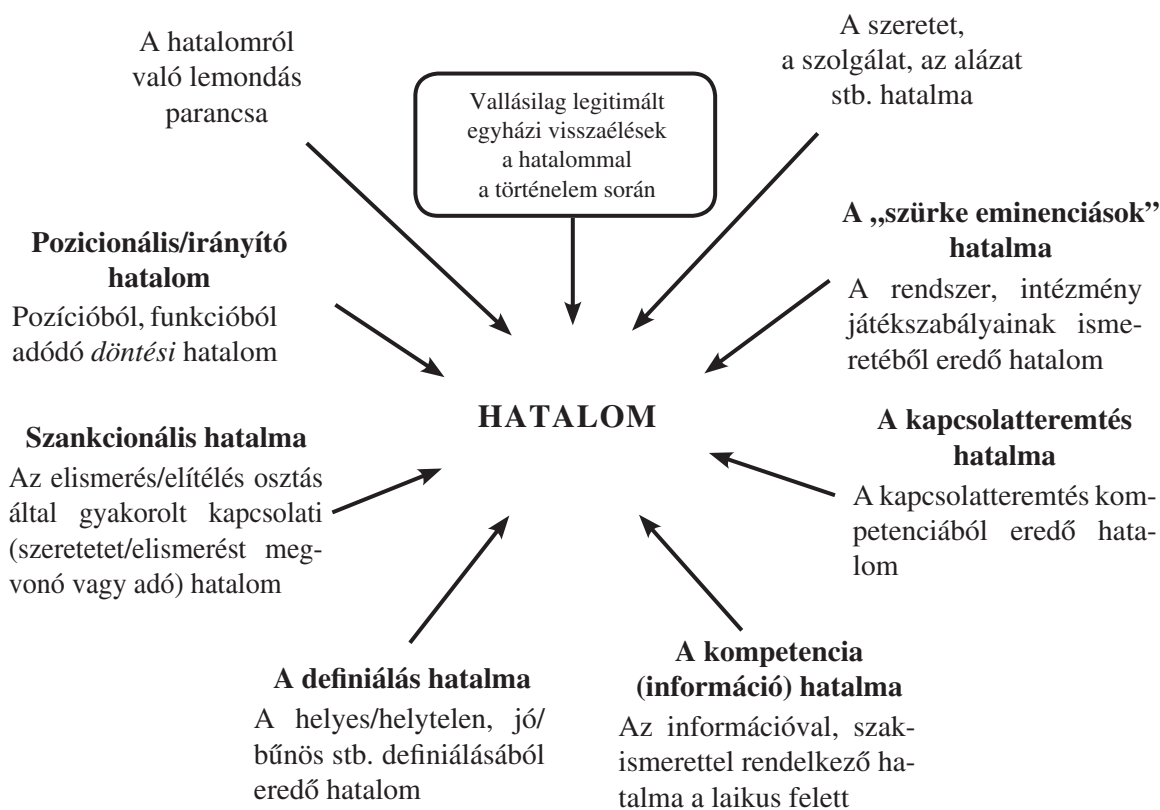 A hatalomról
való lemondás
parancsa
Vallásilag legitimált
egyházi visszaélések
a hatalommal
a történelem során
A szeretet,
a szolgálat, az alázat
stb. hatalma
Pozicionális/irányító
hatalom
Pozícióból, funkcióból
adódó döntési hatalom
A „szürke eminenciások”
hatalma
A rendszer, intézmény
játékszabályainak isme-
retéből eredő hatalom
HATALOM
Szankcionális hatalma
Az elismerés/elítélés osztás
által gyakorolt kapcsolati
(szeretetet/elismerést meg-
vonó vagy adó) hatalom
A kapcsolatteremtés
hatalma
A kapcsolatteremtés kom-
petenciából eredő hata-
lom
A definiálás hatalma
A helyes/helytelen, jó/
bűnös stb. definiálásából
eredő hatalom
A kompetencia
(információ) hatalma
Az információval, szak-
ismerettel rendelkező ha-
talma a laikus felett